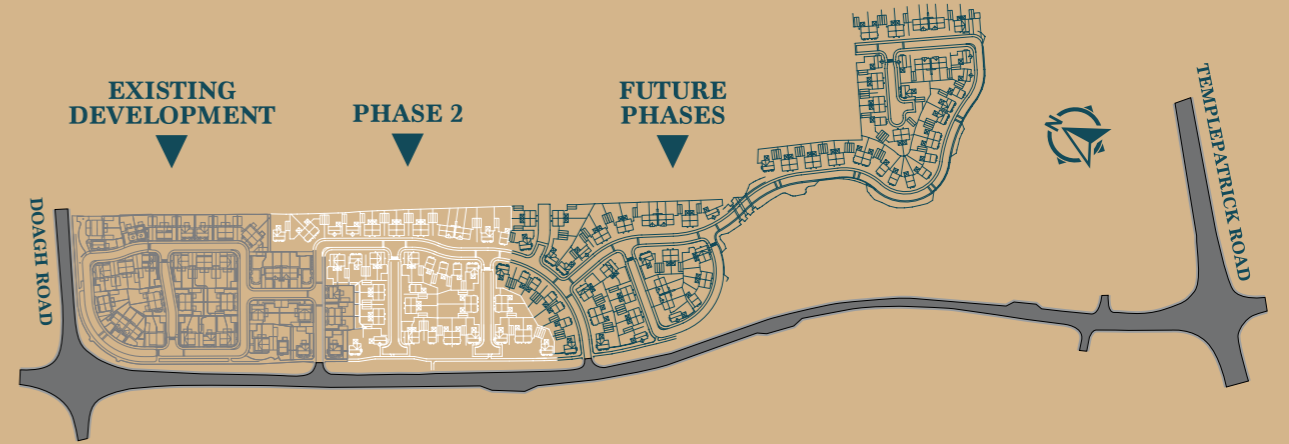 EXISTING
DEVELOPMENT
PHASE 2
FUTURE
PHASES
DOAGH ROAD
TEMPLEPATRICK ROAD
N